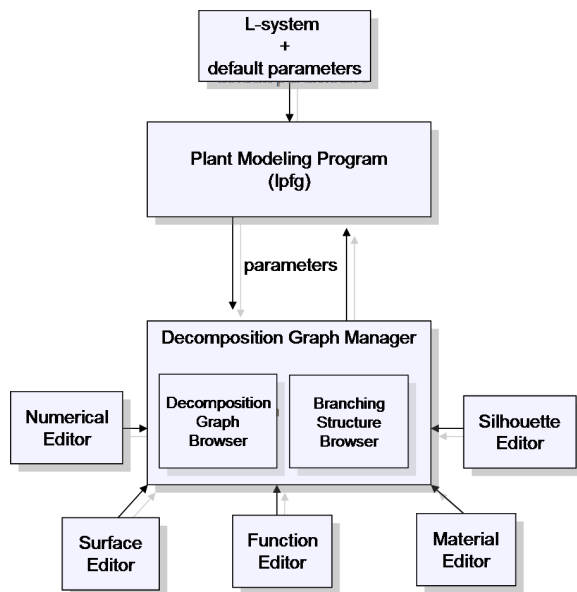 L-system
+
default parameters
Plant Modeling Program
(lpfg)
parameters
Decomposition Graph Manager
Decomposition
Graph
Browser
Branching
Structure
Browser
Numerical
Editor
Silhouette
Editor
Surface
Editor
Function
Editor
Material
Editor